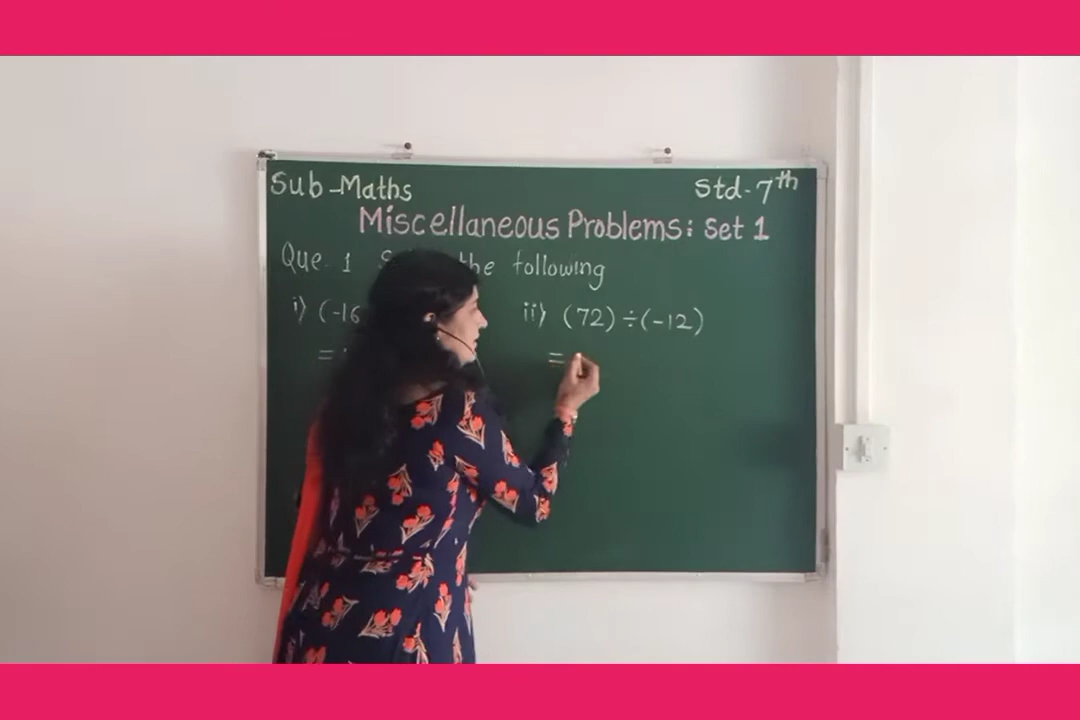 Sub-Maths Std-7th
Miscellaneous Problems: Set 1
Que. 1 the following
i) (-16 ii) (72) ÷ (-12)
= =